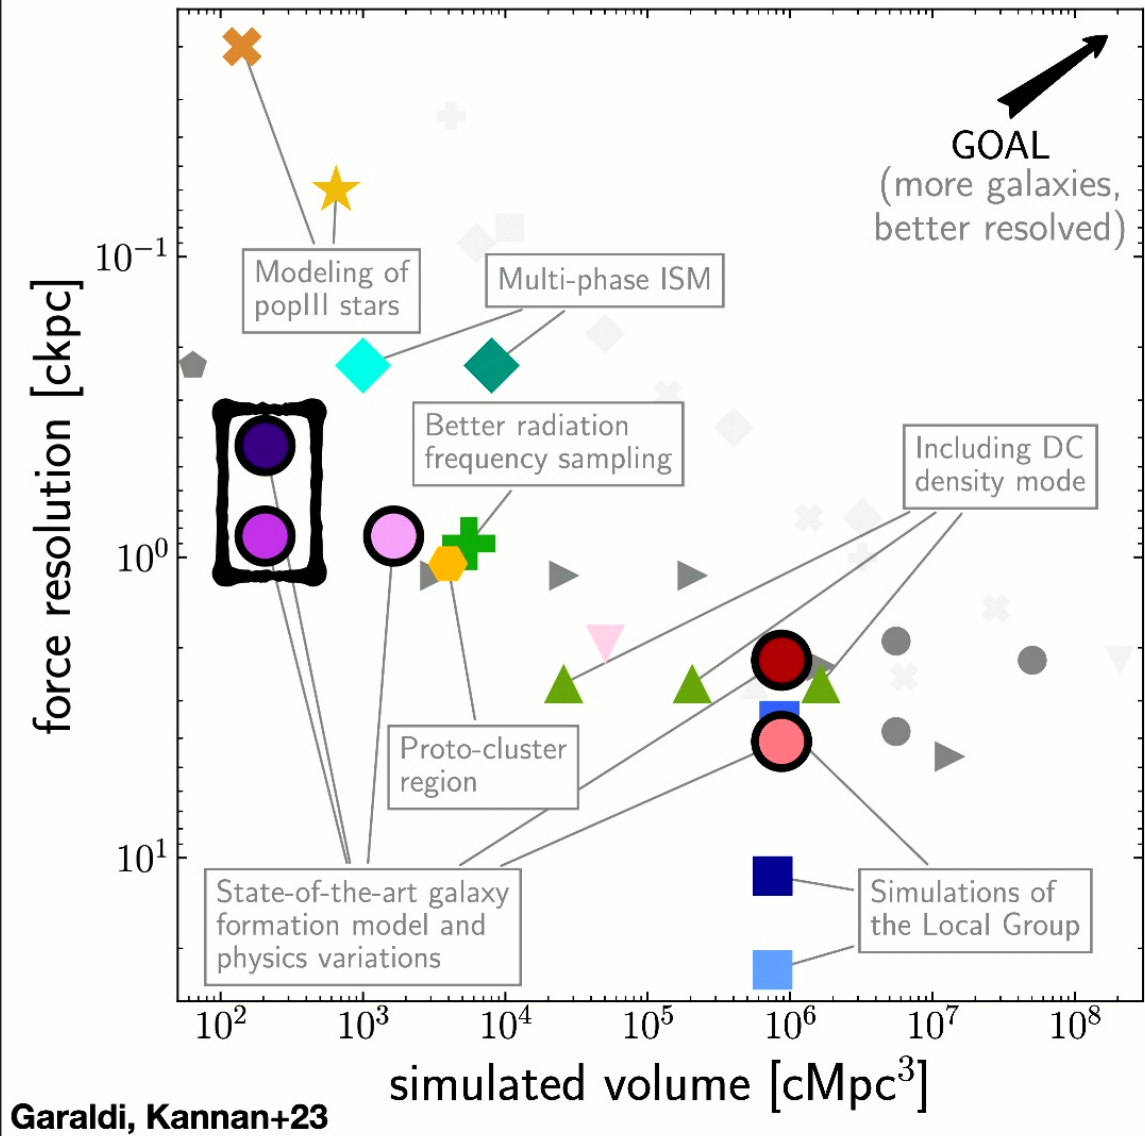 GOAL
(more galaxies,
better resolved)
10⁻¹
Modeling of
popIII stars
Multi-phase ISM
Better radiation
frequency sampling
Including DC
density mode
10⁰
force resolution [ckpc]
Proto-cluster
region
10¹
State-of-the-art galaxy
formation model and
physics variations
Simulations of
the Local Group
10² 10³ 10⁴ 10⁵ 10⁶ 10⁷ 10⁸
simulated volume [cMpc³]
Garaldi, Kannan+23